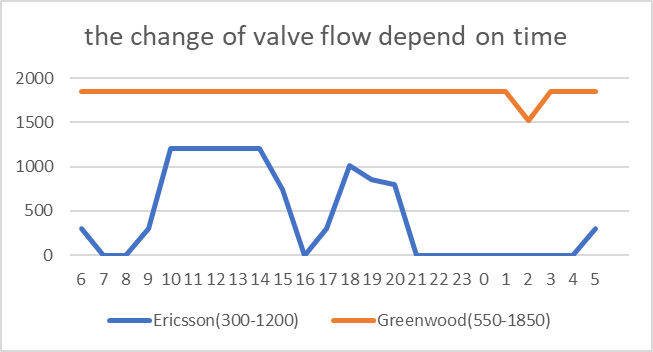 the change of valve flow depend on time
2000
1500
1000
500
0
6 7 8 9 10 11 12 13 14 15 16 17 18 19 20 21 22 23 0 1 2 3 4 5
Ericsson(300-1200) Greenwood(550-1850)